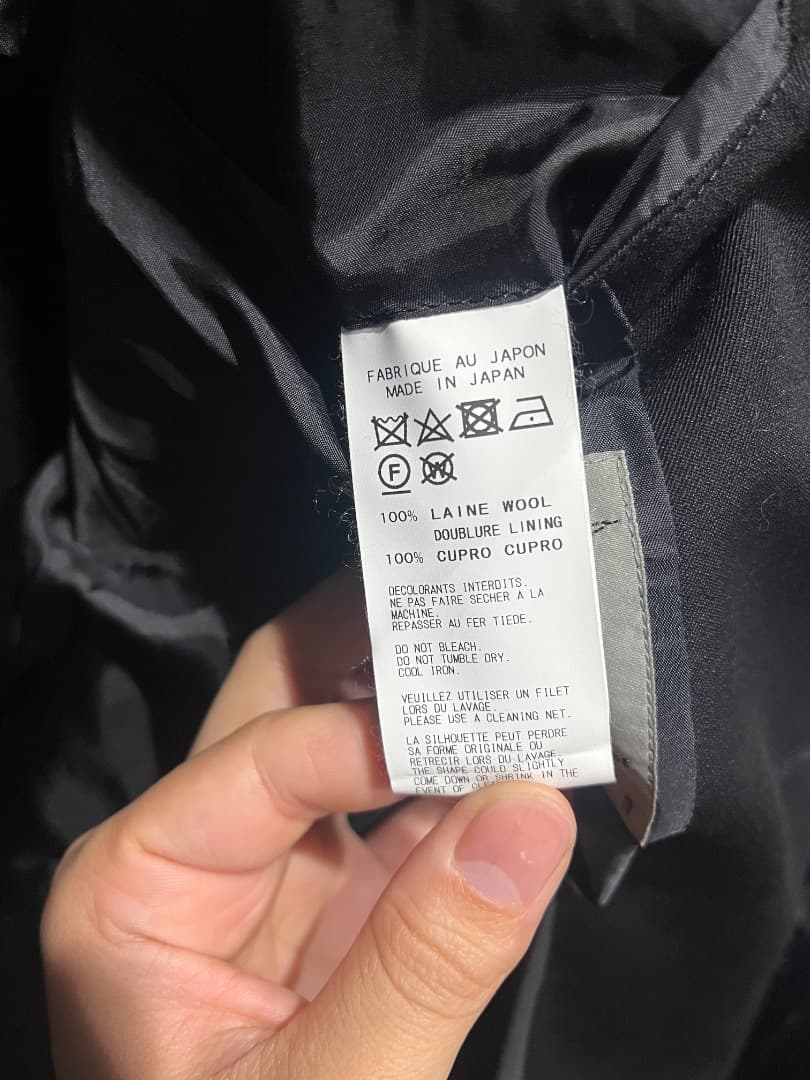 FABRIQUE AU JAPON
MADE IN JAPAN
F W
100% LAINE WOOL
DOUBLURE LINING
100% CUPRO CUPRO
DECOLORANTS INTERDITS.
NE PAS FAIRE SECHER A LA
MACHINE.
REPASSER AU FER TIEDE.
DO NOT BLEACH.
DO NOT TUMBLE DRY.
COOL IRON.
VEUILLEZ UTILISER UN FILET
LORS DU LAVAGE.
PLEASE USE A CLEANING NET.
LA SILHOUETTE PEUT PERDRE
SA FORME ORIGINALE OU
RETRECIR LORS DU LAVAGE.
THE SHAPE COULD SLIGHTLY
COME DOWN OR SHRINK IN THE
EVENT OF